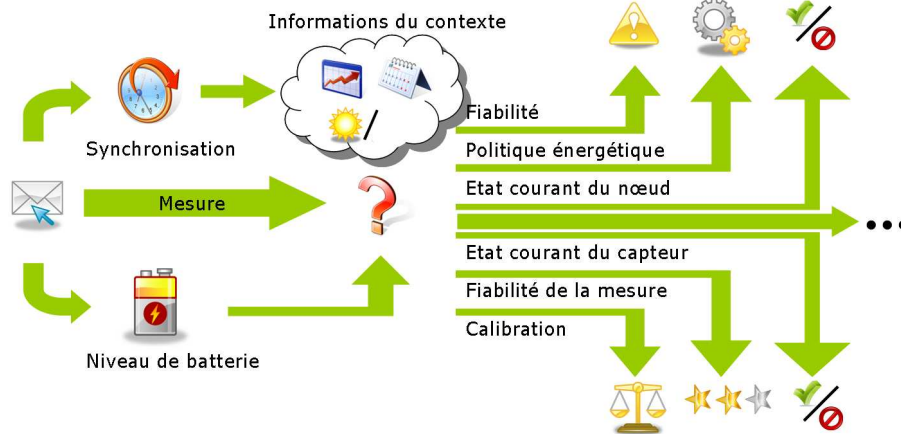 Informations du contexte
Synchronisation
Fiabilité
Politique énergétique
Mesure
Etat courant du nœud
...
Etat courant du capteur
Fiabilité de la mesure
Calibration
Niveau de batterie